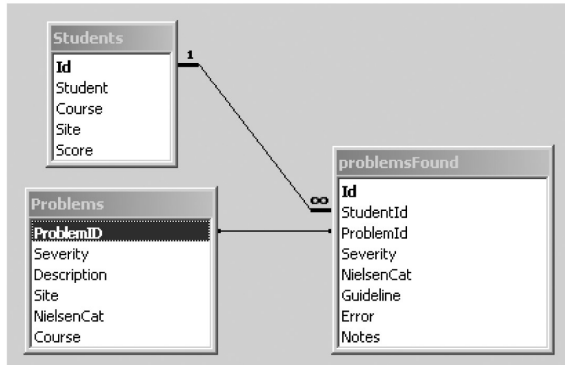 Students
Id
Student
Course
Site
Score
1
∞
Problems
ProblemID
Severity
Description
Site
NielsenCat
Course
problemsFound
Id
StudentId
ProblemId
Severity
NielsenCat
Guideline
Error
Notes